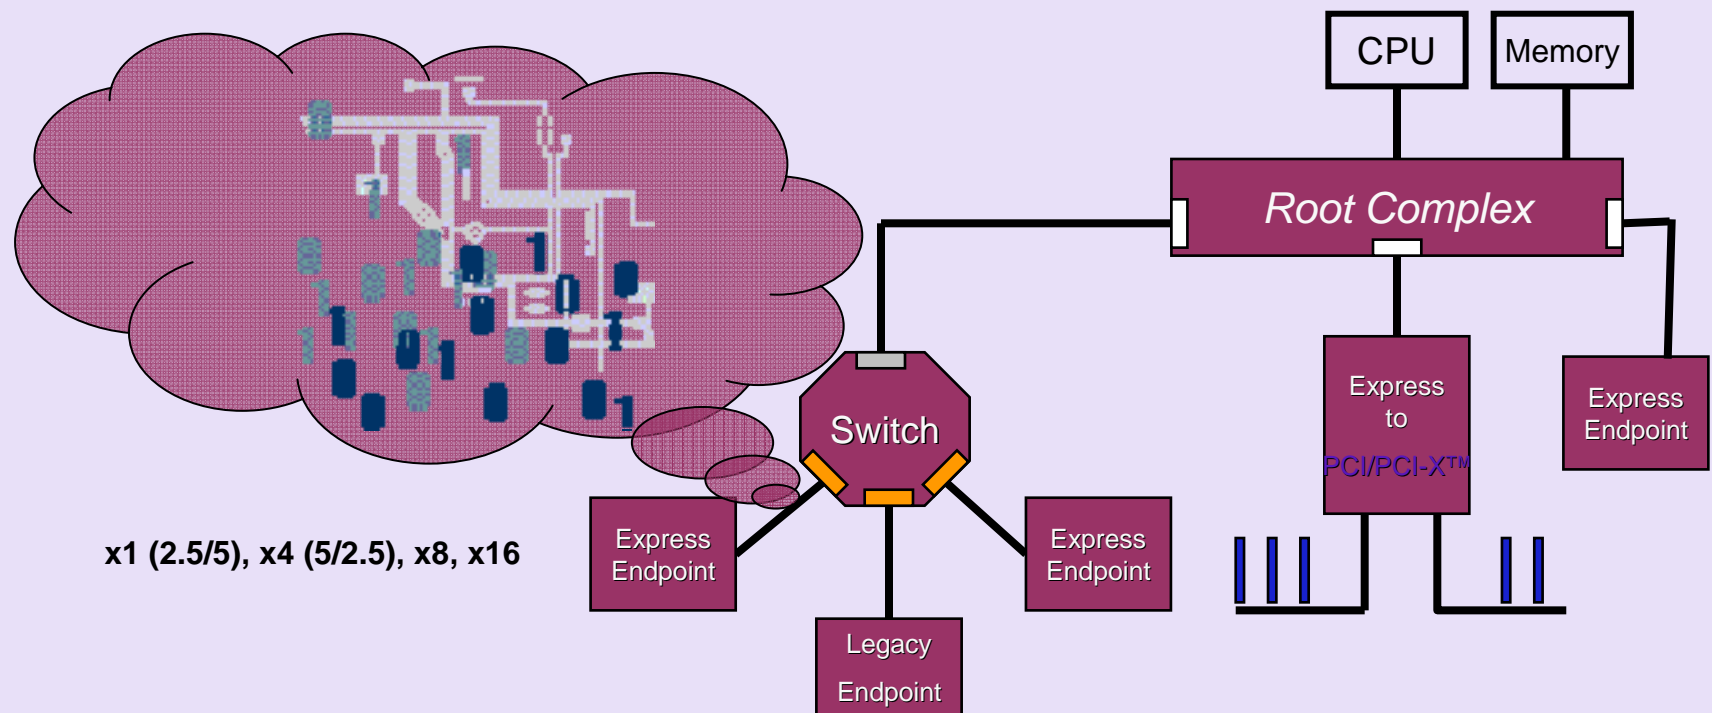 CPU
Memory
Root Complex
Switch
Express
to
PCI/PCI-X™
Express
Endpoint
Express
Endpoint
Express
Endpoint
Legacy
Endpoint
x1 (2.5/5), x4 (5/2.5), x8, x16